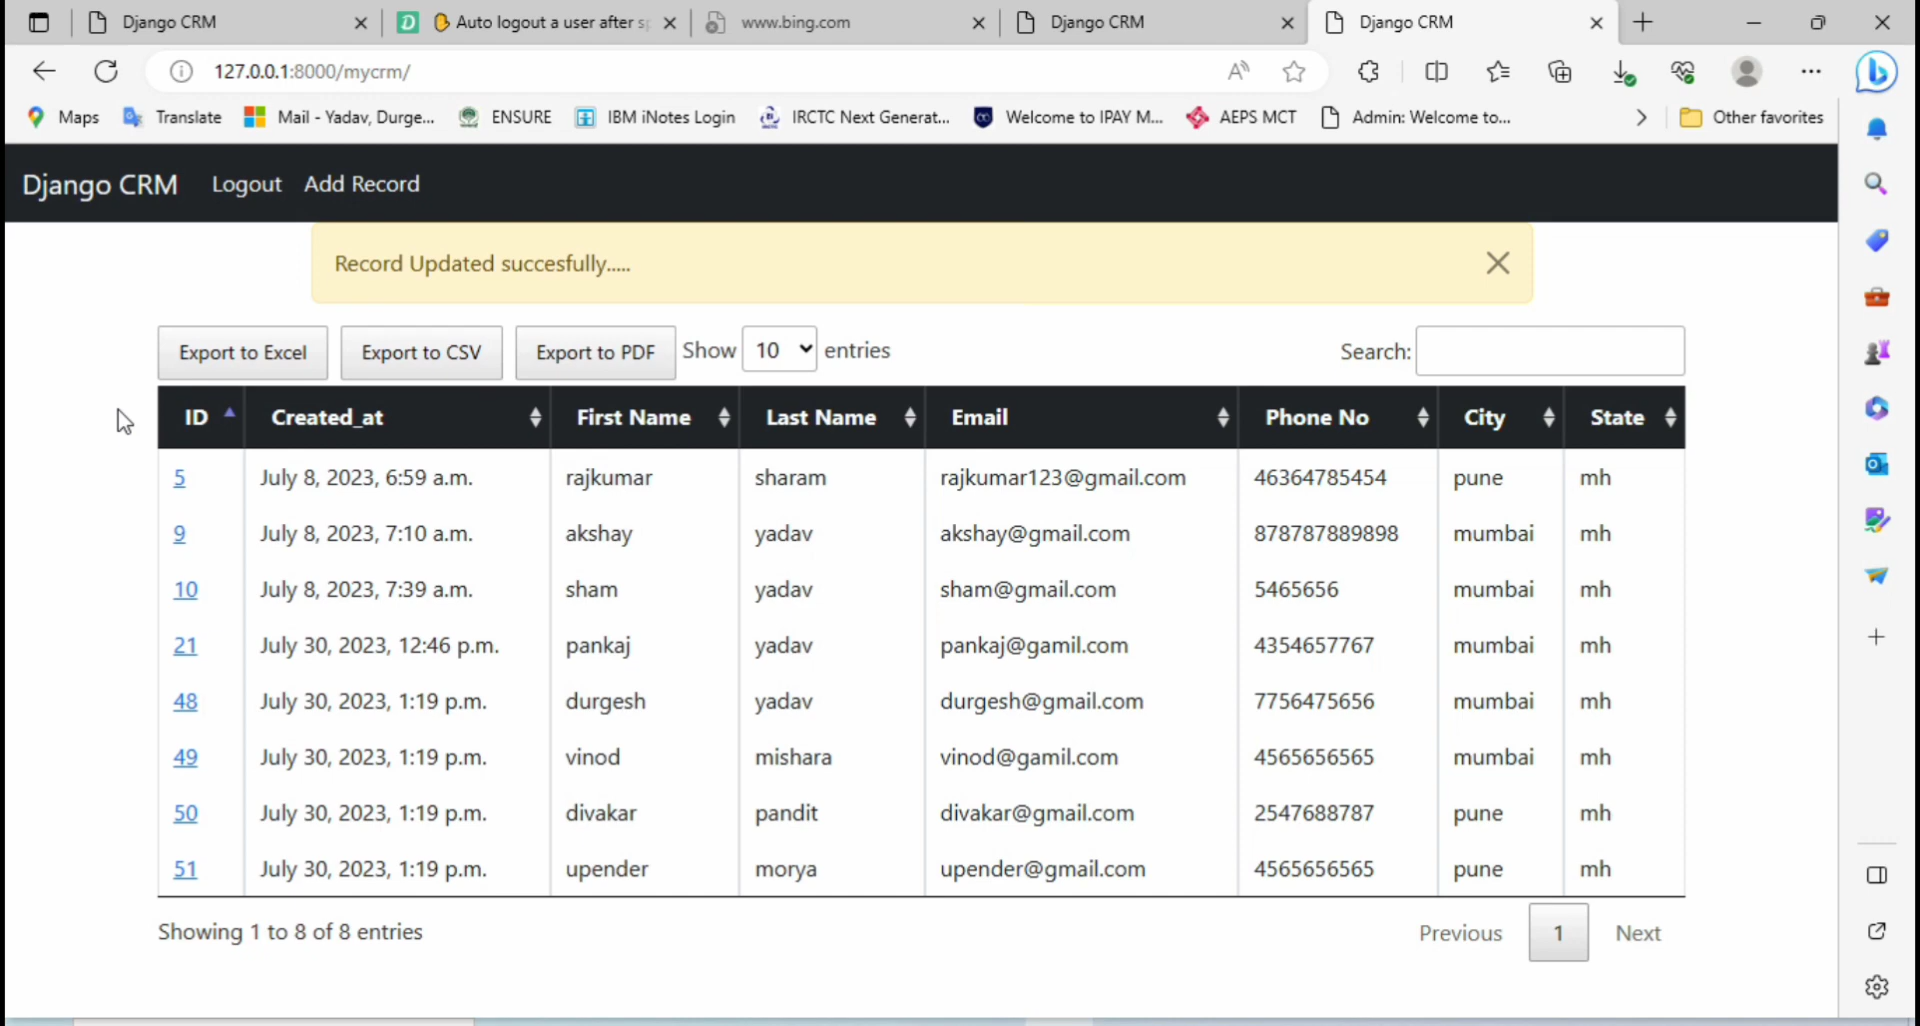 Django CRM
Auto logout a user after s
www.bing.com
Django CRM
Django CRM
127.0.0.1:8000/mycrm/
Maps
Translate
Mail - Yadav, Durge...
ENSURE
IBM iNotes Login
IRCTC Next Generat...
Welcome to IPAY M...
AEPS MCT
Admin: Welcome to...
Other favorites
Django CRM Logout Add Record
Record Updated succesfully.....
Export to Excel Export to CSV Export to PDF Show 10 entries Search:
ID Created_at First Name Last Name Email Phone No City State
5 July 8, 2023, 6:59 a.m. rajkumar sharam rajkumar123@gmail.com 46364785454 pune mh
9 July 8, 2023, 7:10 a.m. akshay yadav akshay@gmail.com 878787889898 mumbai mh
10 July 8, 2023, 7:39 a.m. sham yadav sham@gmail.com 5465656 mumbai mh
21 July 30, 2023, 12:46 p.m. pankaj yadav pankaj@gamil.com 4354657767 mumbai mh
48 July 30, 2023, 1:19 p.m. durgesh yadav durgesh@gmail.com 7756475656 mumbai mh
49 July 30, 2023, 1:19 p.m. vinod mishara vinod@gamil.com 4565656565 mumbai mh
50 July 30, 2023, 1:19 p.m. divakar pandit divakar@gmail.com 2547688787 pune mh
51 July 30, 2023, 1:19 p.m. upender morya upender@gmail.com 4565656565 pune mh
Showing 1 to 8 of 8 entries Previous 1 Next